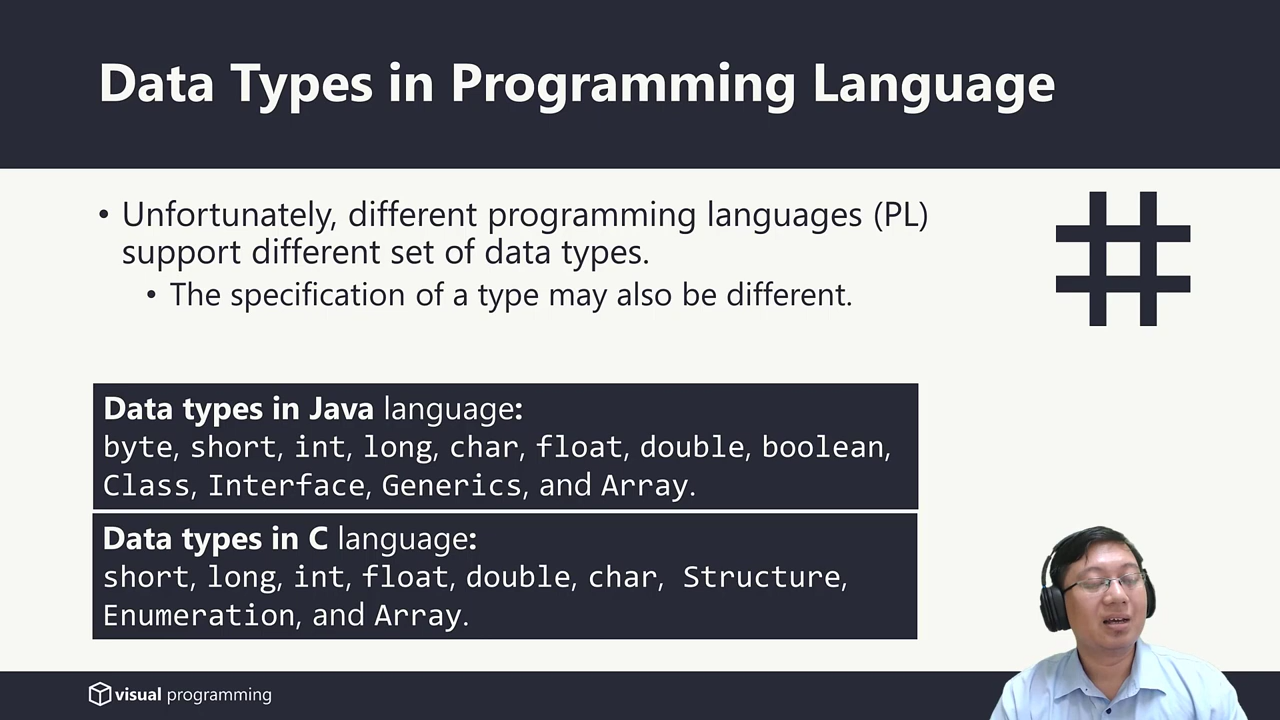 Data Types in Programming Language
• Unfortunately, different programming languages (PL)
support different set of data types.
• The specification of a type may also be different.
Data types in Java language:
byte, short, int, long, char, float, double, boolean,
Class, Interface, Generics, and Array.
Data types in C language:
short, long, int, float, double, char, Structure,
Enumeration, and Array.
visual programming